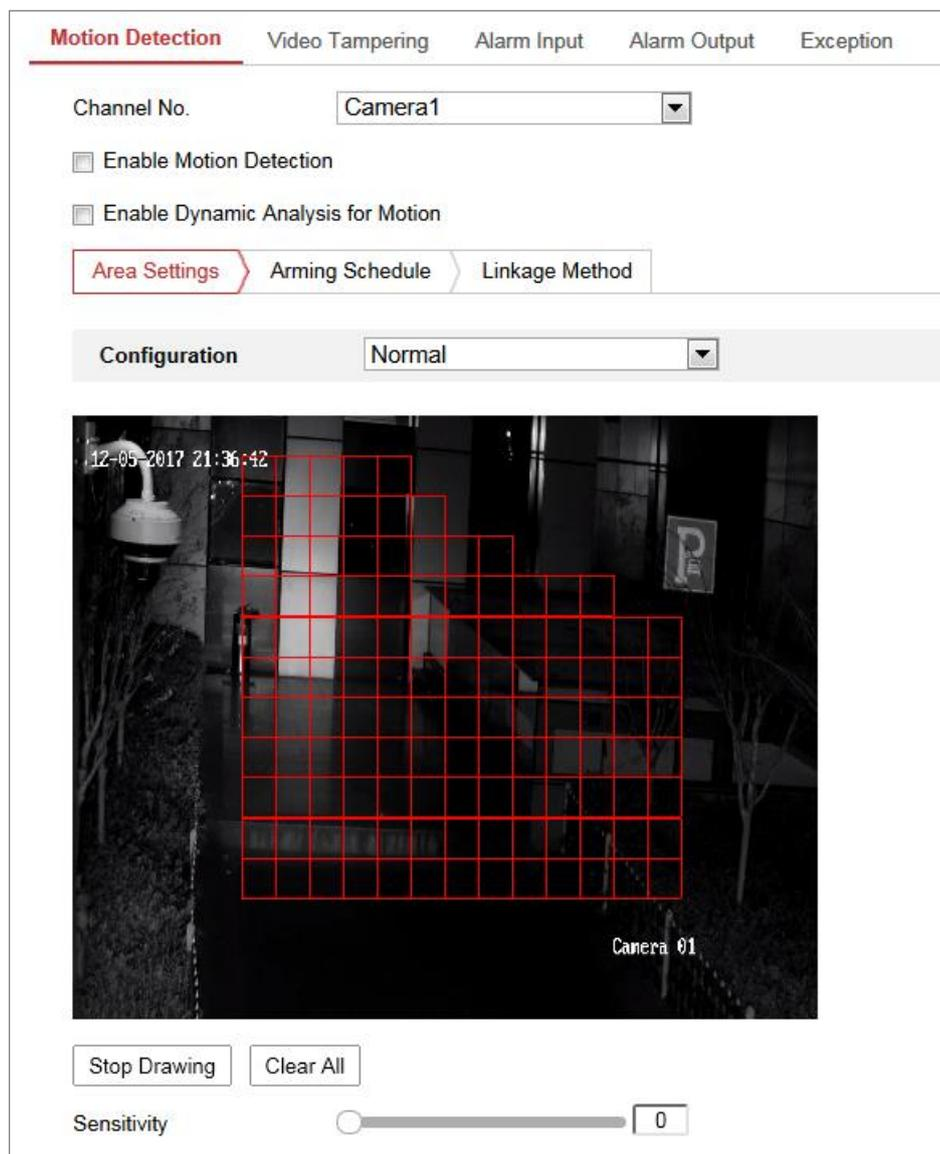 Motion Detection Video Tampering Alarm Input Alarm Output Exception
Channel No. Camera1
Enable Motion Detection
Enable Dynamic Analysis for Motion
Area Settings Arming Schedule Linkage Method
Configuration Normal
12-05-2017 21:36:42
P
Camera 01
Stop Drawing Clear All
Sensitivity 0